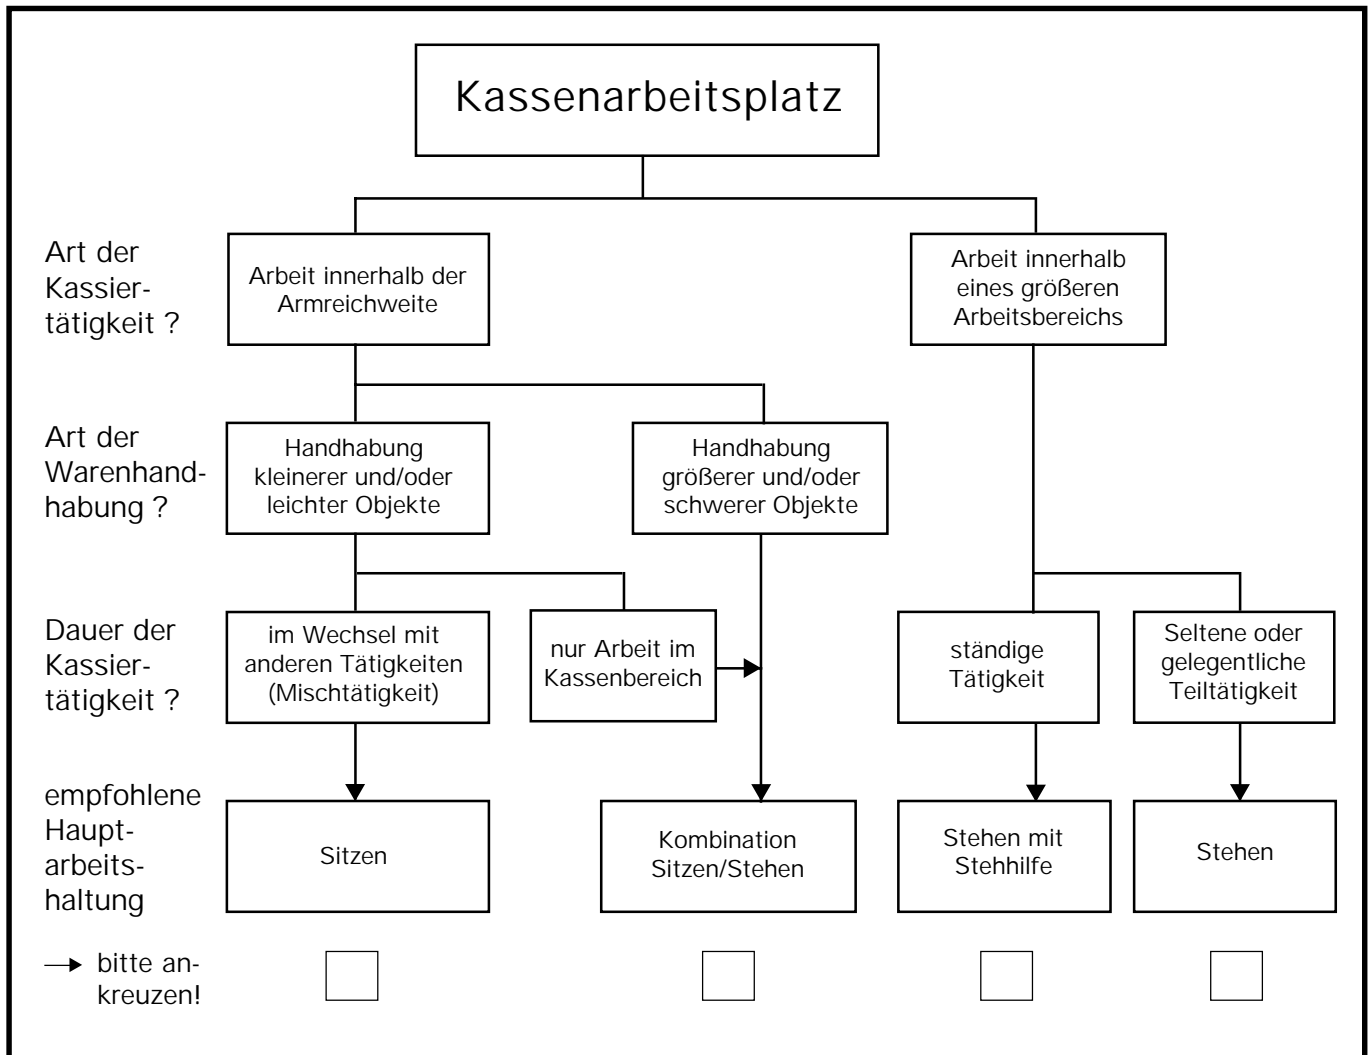 Kassenarbeitsplatz
Art der
Kassier-
tätigkeit ?
Arbeit innerhalb der
Armreichweite
Arbeit innerhalb
eines größeren
Arbeitsbereichs
Art der
Warenhand-
habung ?
Handhabung
kleinerer und/oder
leichter Objekte
Handhabung
größerer und/oder
schwerer Objekte
Dauer der
Kassier-
tätigkeit ?
im Wechsel mit
anderen Tätigkeiten
(Mischtätigkeit)
nur Arbeit im
Kassenbereich
ständige
Tätigkeit
Seltene oder
gelegentliche
Teiltätigkeit
empfohlene
Haupt-
arbeits-
haltung
Sitzen
Kombination
Sitzen/Stehen
Stehen mit
Stehhilfe
Stehen
bitte an-
kreuzen!